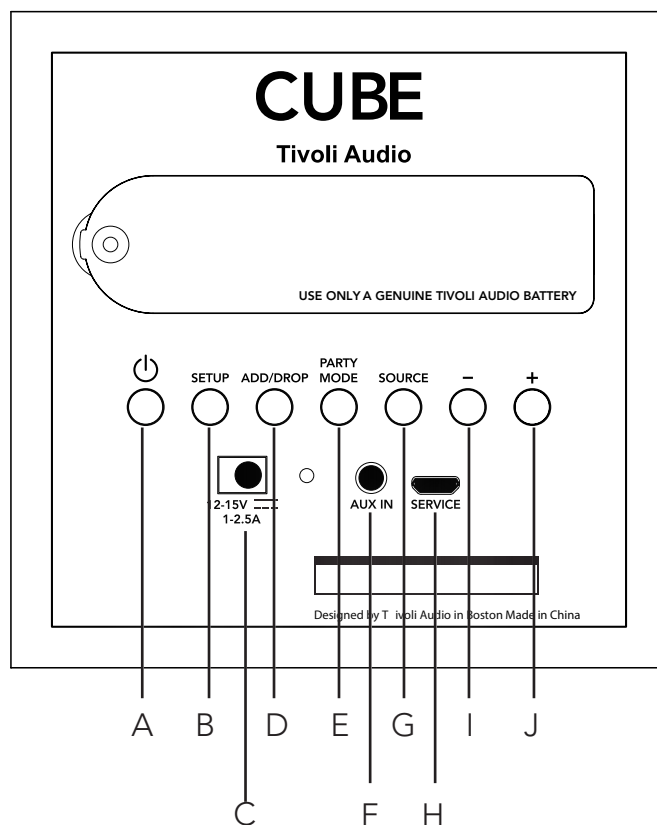 CUBE
Tivoli Audio
USE ONLY A GENUINE TIVOLI AUDIO BATTERY
SETUP ADD/DROP PARTY MODE SOURCE − +
12-15V
1-2.5A
AUX IN SERVICE
Designed by T ivoli Audio in Boston Made in China
A B D E G I J
C F H